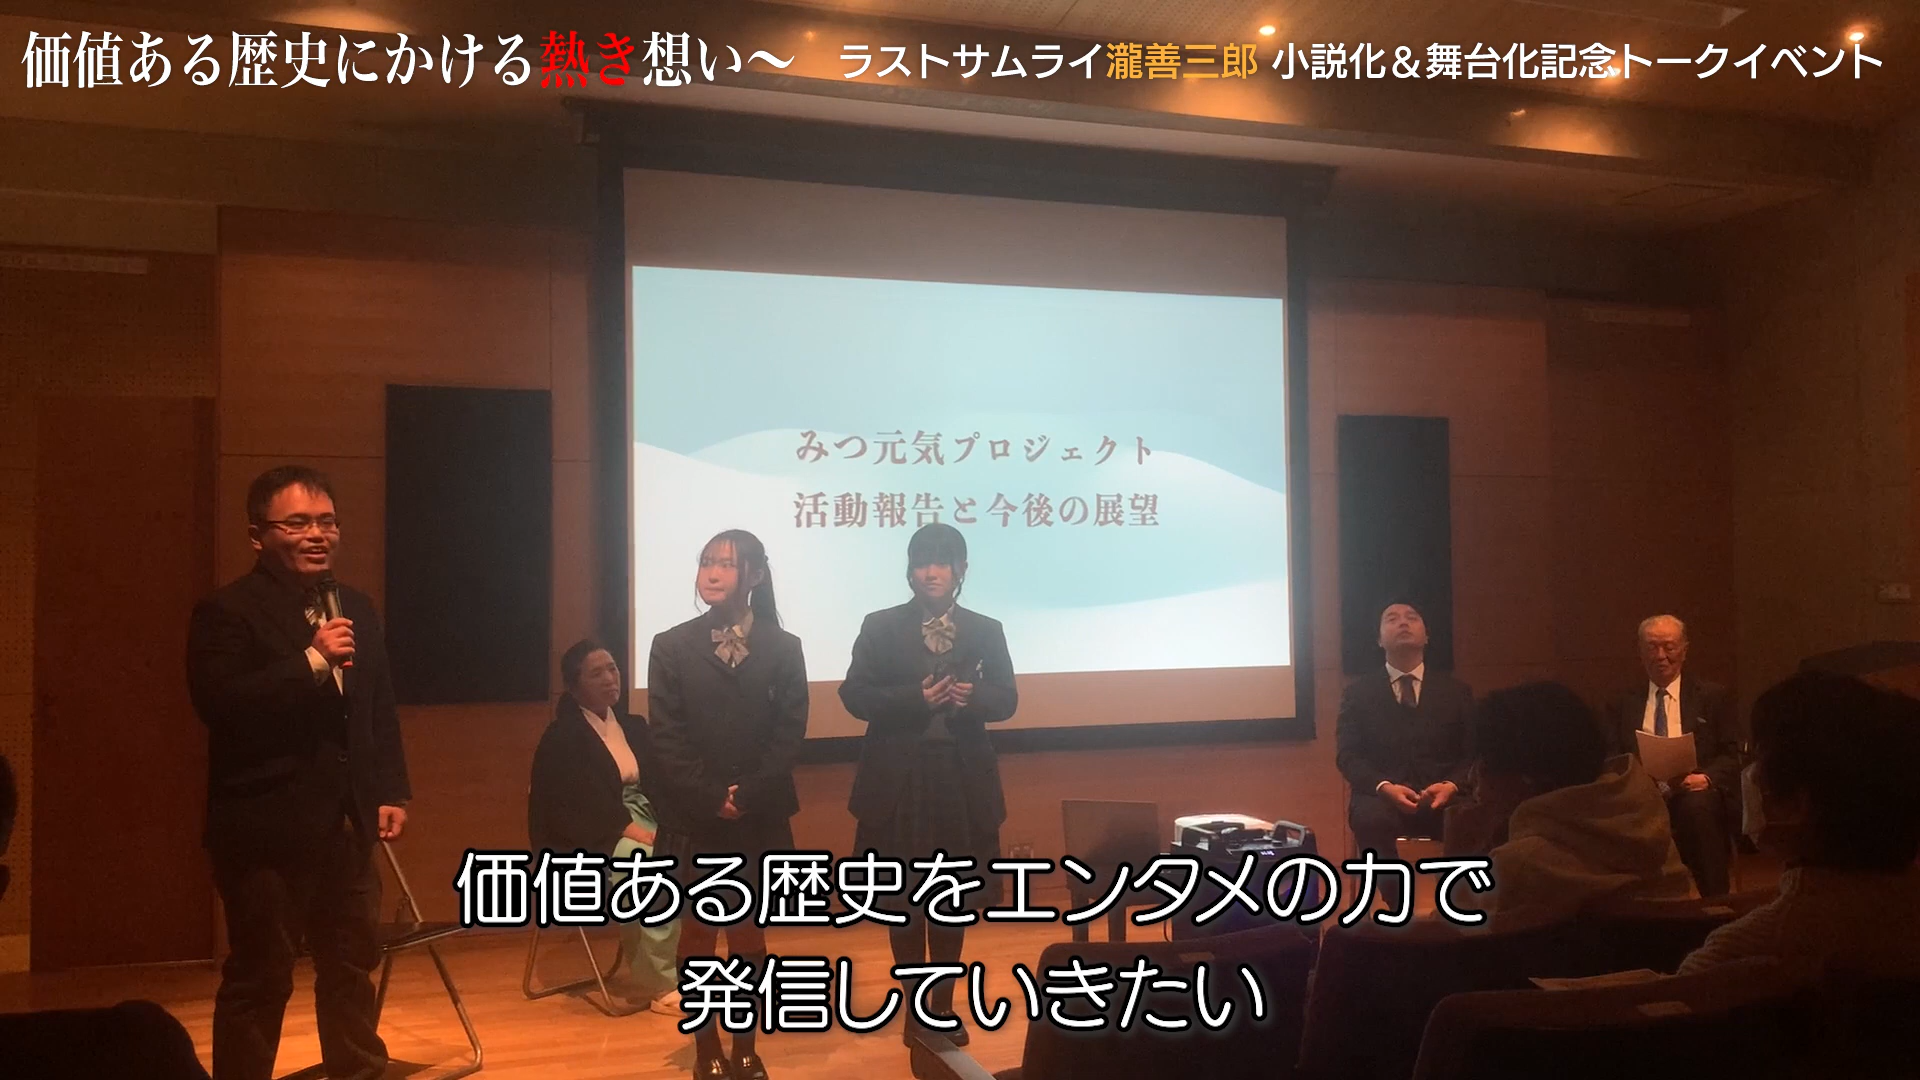 価値ある歴史にかける熱き想い～ ラストサムライ瀧善三郎 小説化＆舞台化記念トークイベント
みつ元気プロジェクト
活動報告と今後の展望
価値ある歴史をエンタメの力で
発信していきたい